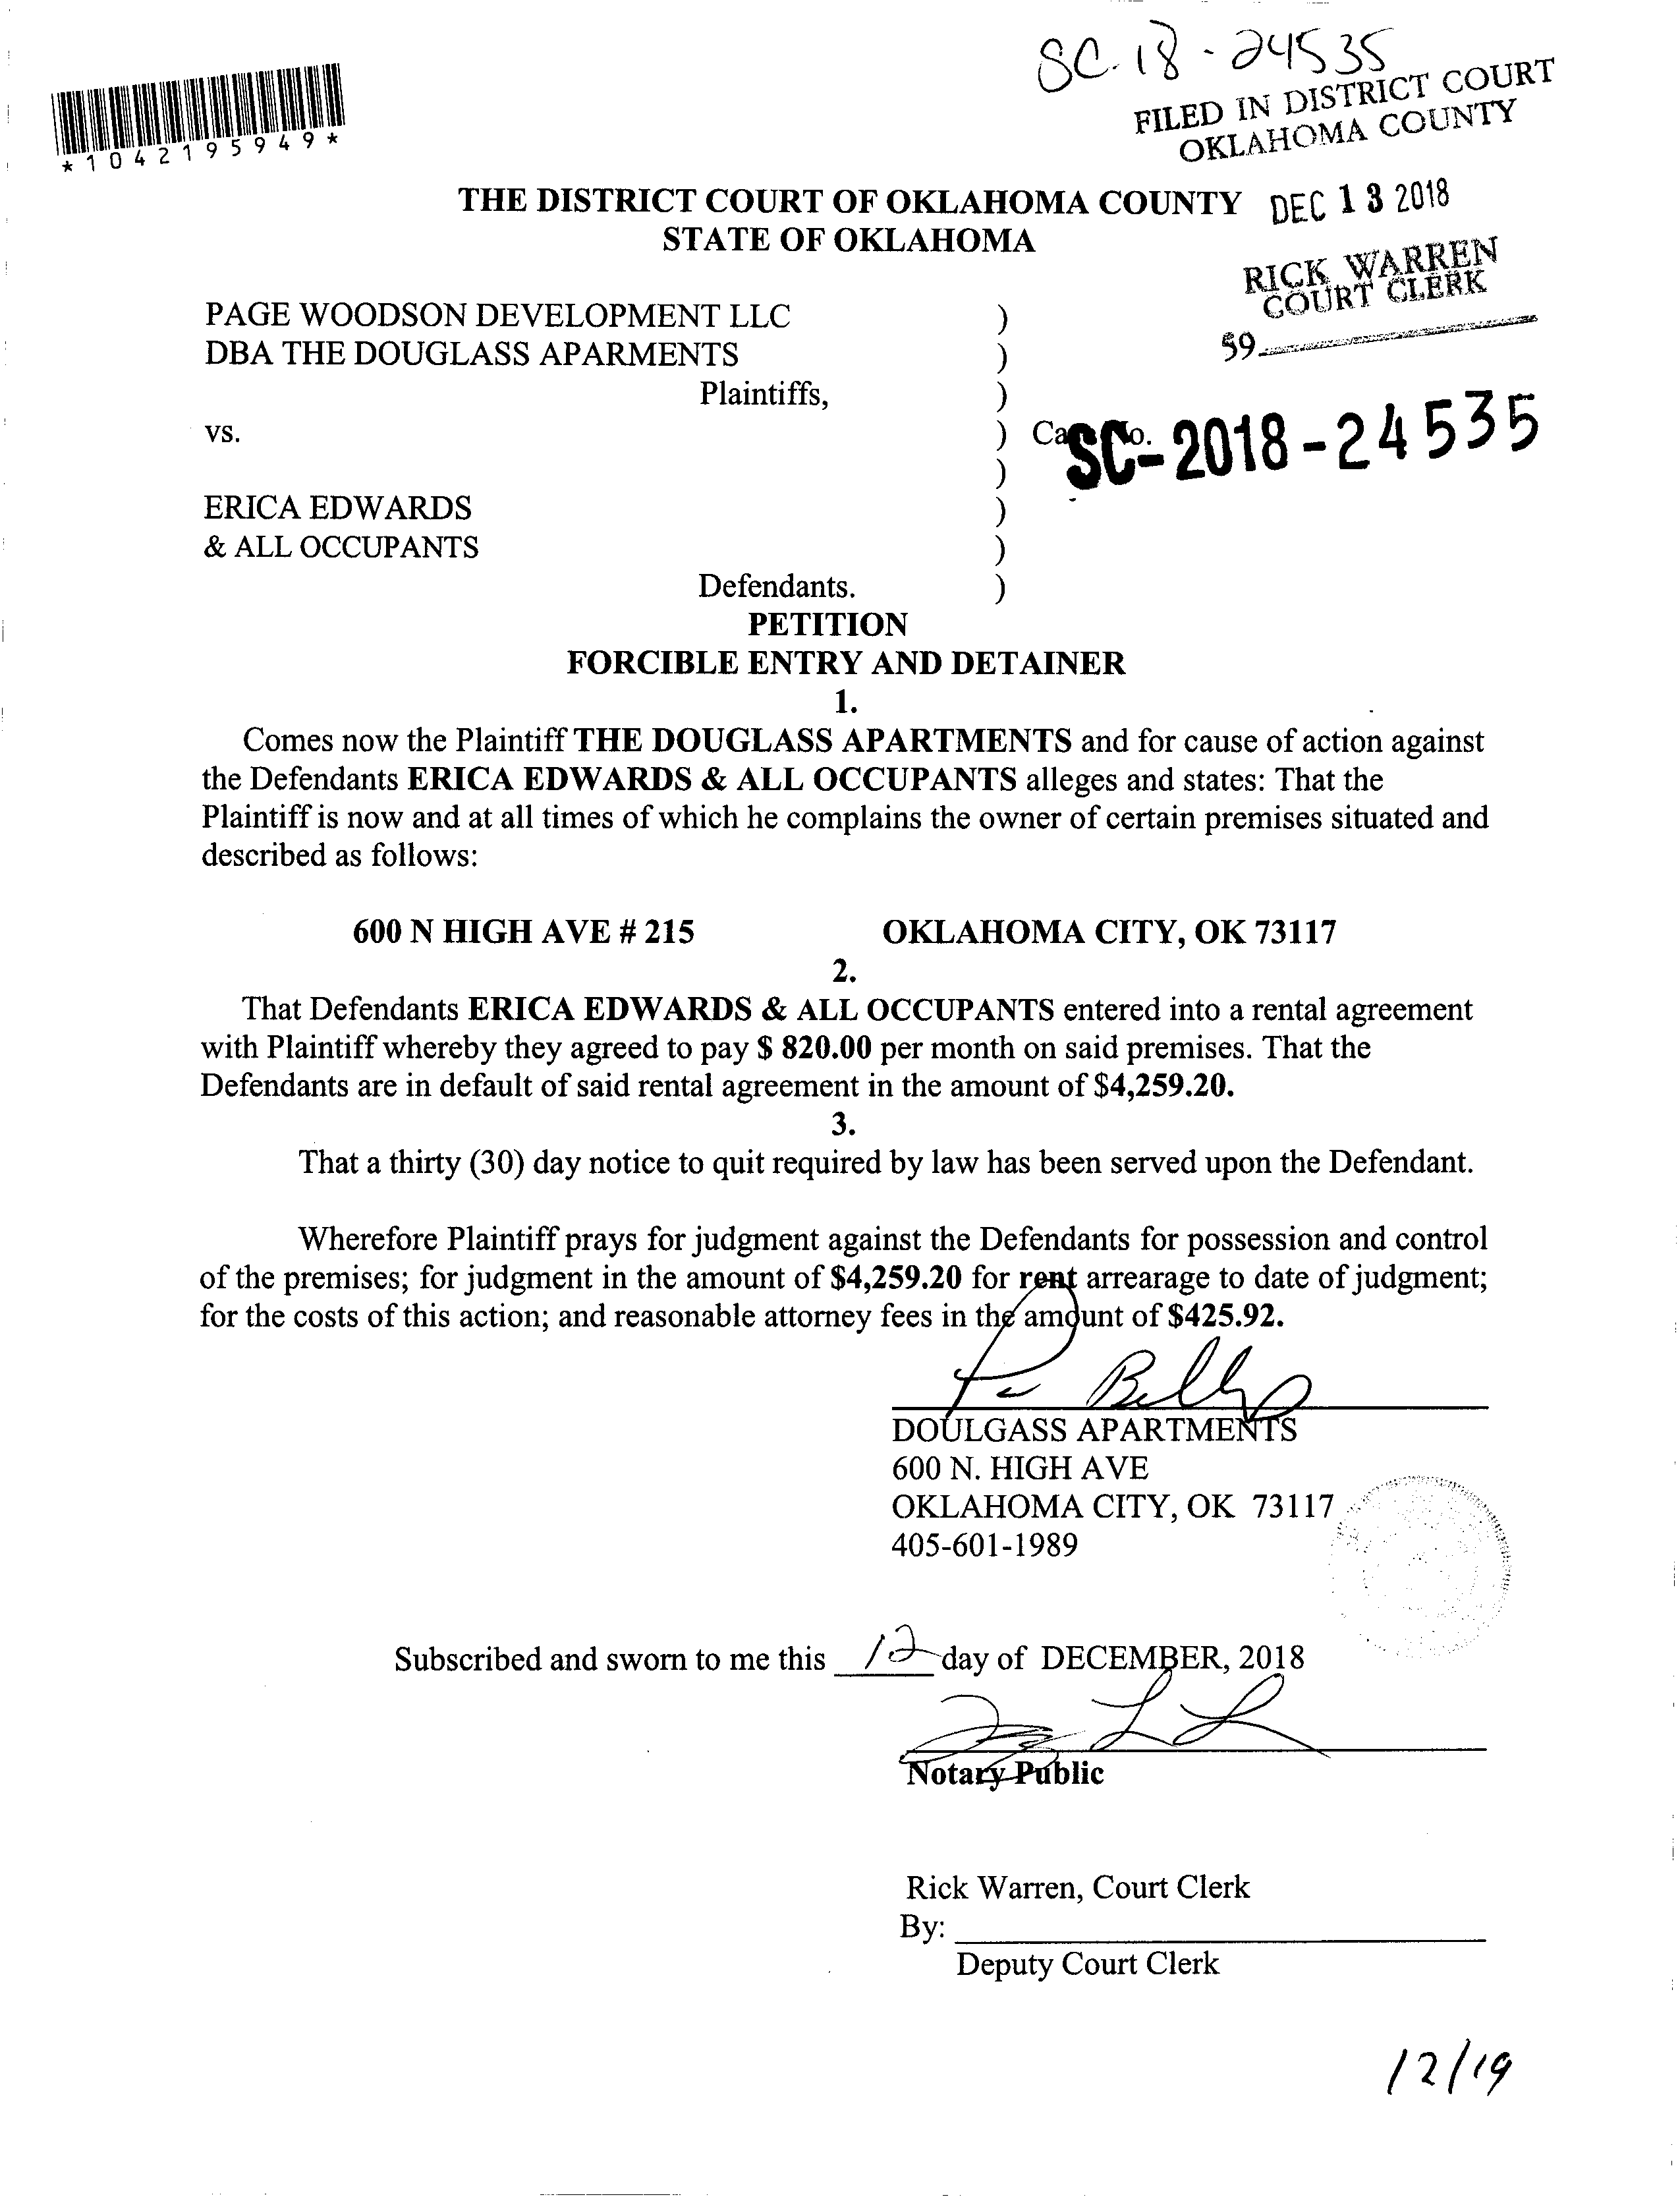 SC-18-24535
FILED IN DISTRICT COURT
OKLAHOMA COUNTY
*1042195949*
THE DISTRICT COURT OF OKLAHOMA COUNTY DEC 13 2018
STATE OF OKLAHOMA
RICK WARREN
COURT CLERK
PAGE WOODSON DEVELOPMENT LLC )
DBA THE DOUGLASS APARMENTS ) 59
Plaintiffs, )
vs. ) SC-2018-24535
)
ERICA EDWARDS )
& ALL OCCUPANTS )
Defendants. )
PETITION
FORCIBLE ENTRY AND DETAINER
1.
Comes now the Plaintiff THE DOUGLASS APARTMENTS and for cause of action against
the Defendants ERICA EDWARDS & ALL OCCUPANTS alleges and states: That the
Plaintiff is now and at all times of which he complains the owner of certain premises situated and
described as follows:
600 N HIGH AVE # 215 OKLAHOMA CITY, OK 73117
2.
That Defendants ERICA EDWARDS & ALL OCCUPANTS entered into a rental agreement
with Plaintiff whereby they agreed to pay $ 820.00 per month on said premises. That the
Defendants are in default of said rental agreement in the amount of $4,259.20.
3.
That a thirty (30) day notice to quit required by law has been served upon the Defendant.
Wherefore Plaintiff prays for judgment against the Defendants for possession and control
of the premises; for judgment in the amount of $4,259.20 for rent arrearage to date of judgment;
for the costs of this action; and reasonable attorney fees in the amount of $425.92.
DOULGASS APARTMENTS
600 N. HIGH AVE
OKLAHOMA CITY, OK 73117
405-601-1989
Subscribed and sworn to me this 12 day of DECEMBER, 2018
Notary Public
Rick Warren, Court Clerk
By:
Deputy Court Clerk
12/19